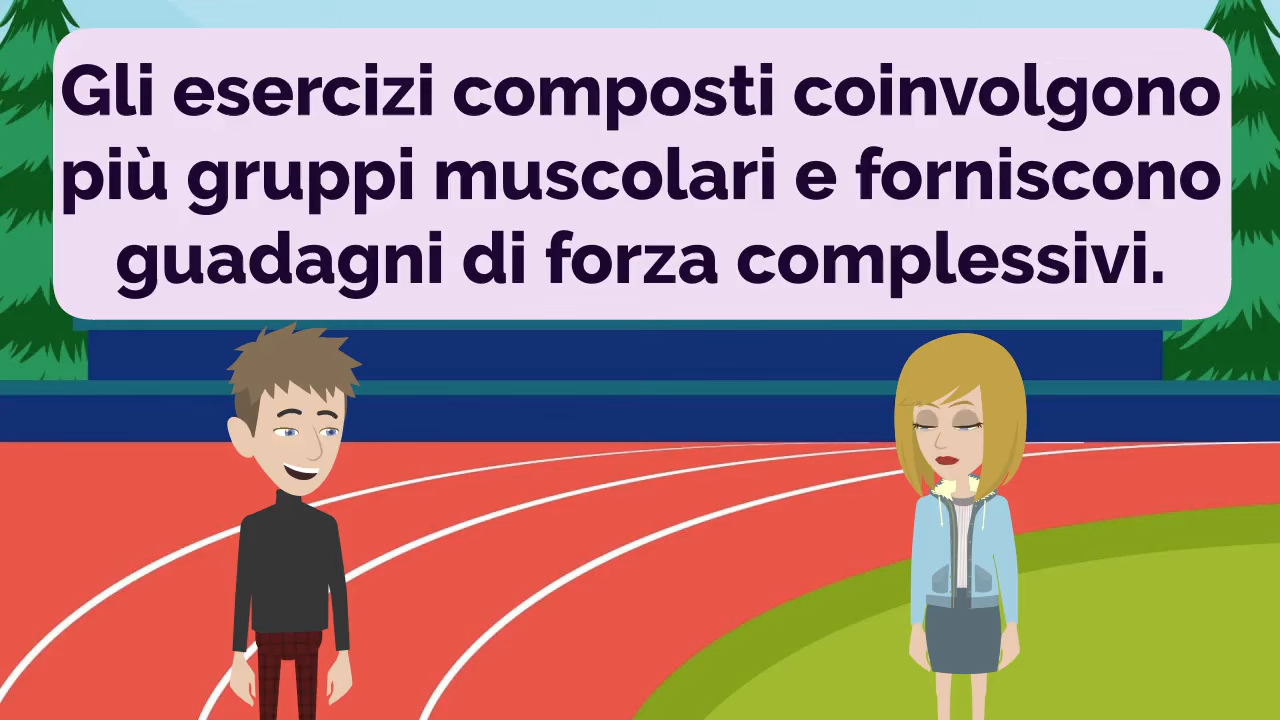 Gli esercizi composti coinvolgono
più gruppi muscolari e forniscono
guadagni di forza complessivi.